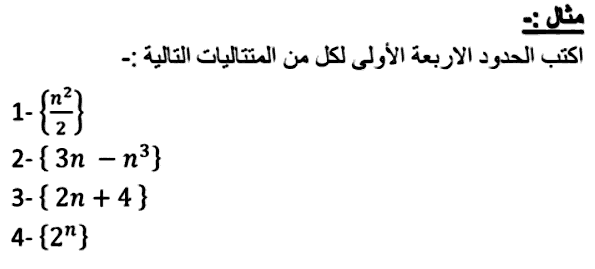 مثال :-
اكتب الحدود الاربعة الأولى لكل من المتتاليات التالية :-
1- {n²/2}
2- { 3n − n³}
3- { 2n + 4 }
4- {2ⁿ}